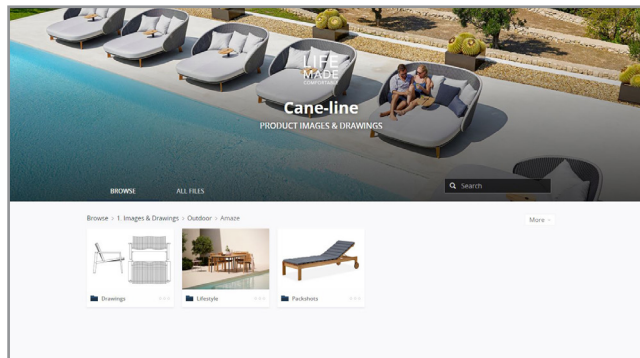 LIFE
MADE
COMFORTABLE
Cane-line
PRODUCT IMAGES & DRAWINGS
BROWSE ALL FILES Search
Browse > 1. Images & Drawings > Outdoor > Amaze More
Drawings Lifestyle Packshots